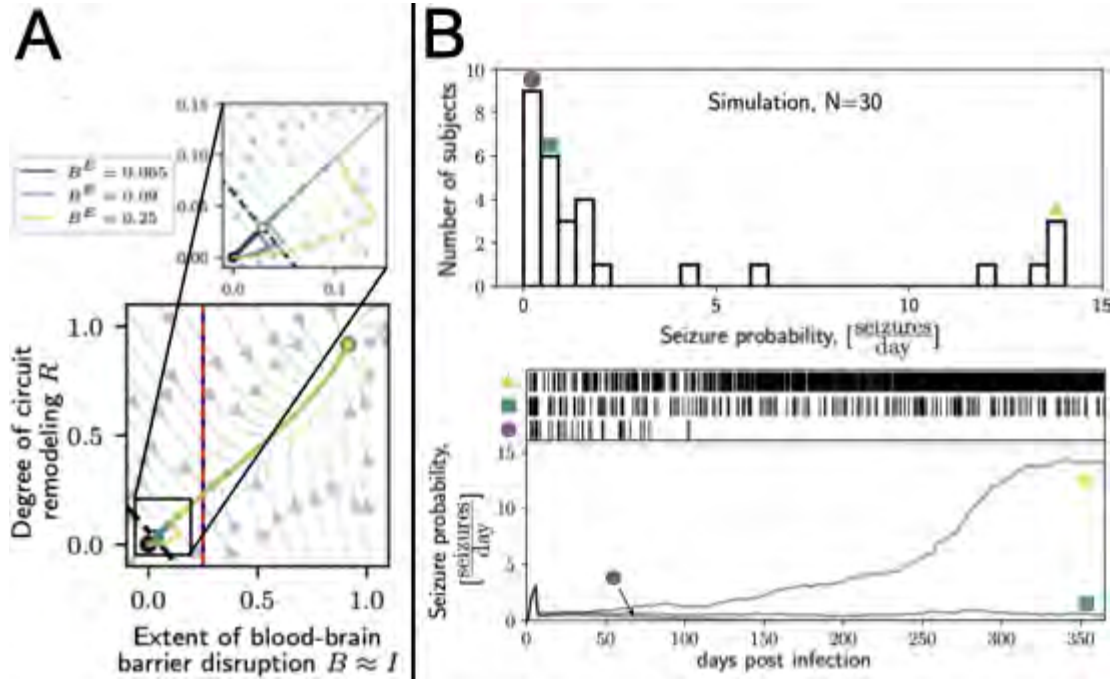 A
0.15
0.10
0.05
0.00
0.0 0.1
B^E = 0.065
B^E = 0.09
B^E = 0.25
1.0
0.5
0.0
0.0 0.5 1.0
Degree of circuit
remodeling R
Extent of blood-brain
barrier disruption B ≈ I
B
10
8
6
4
2
0
0 5 10 15
Simulation, N=30
Number of subjects
Seizure probability, [seizures/day]
Seizure probability,
[seizures/day]
15
10
5
0
0 50 100 150 200 250 300 350
days post infection